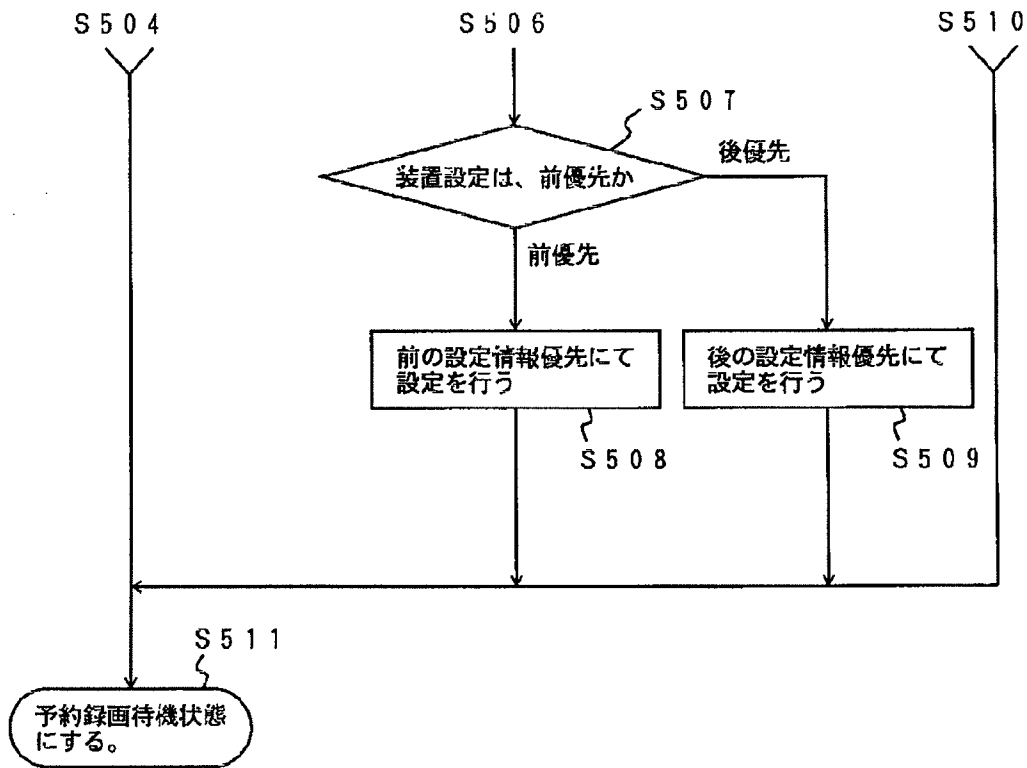 S504
S506
S510
S507
装置設定は、前優先か
後優先
前優先
前の設定情報優先にて
設定を行う
後の設定情報優先にて
設定を行う
S508
S509
S511
予約録画待機状態
にする。